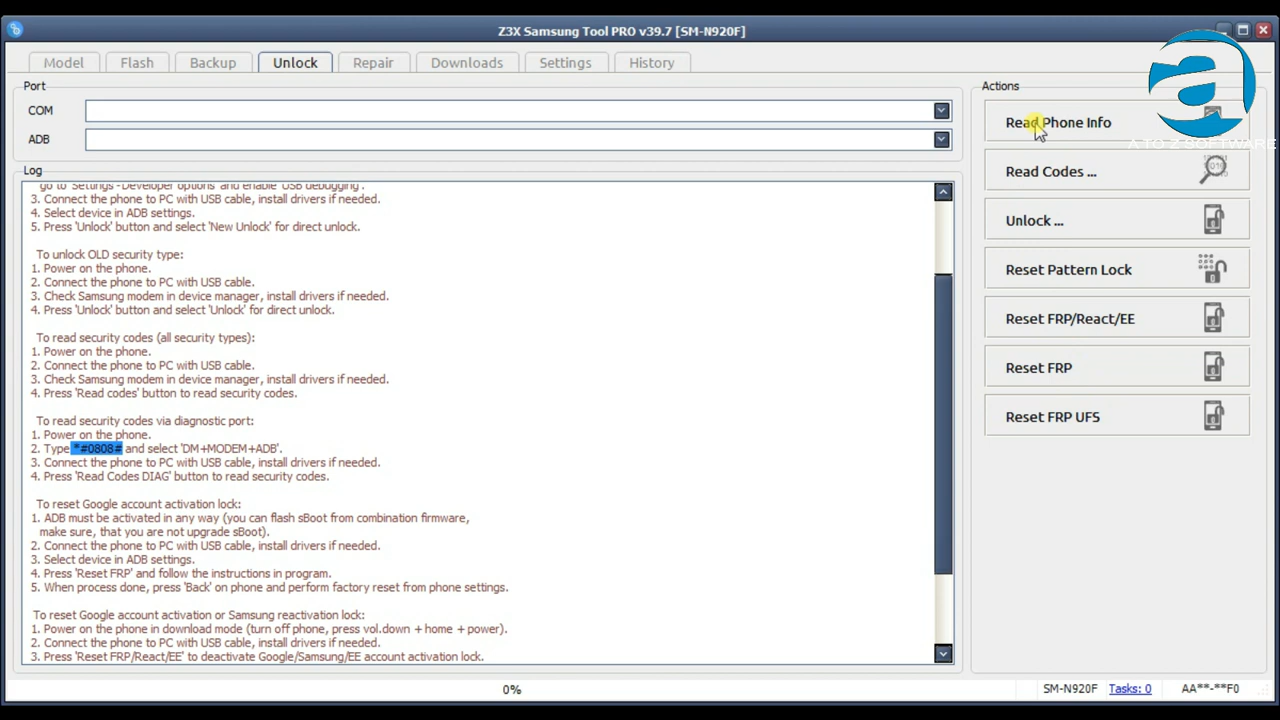 Z3X Samsung Tool PRO v39.7 [SM-N920F]
Model Flash Backup Unlock Repair Downloads Settings History
Port
COM
ADB
Log
go to 'Settings -Developer options' and enable 'USB debugging'.
3. Connect the phone to PC with USB cable, install drivers if needed.
4. Select device in ADB settings.
5. Press 'Unlock' button and select 'New Unlock' for direct unlock.
To unlock OLD security type:
1. Power on the phone.
2. Connect the phone to PC with USB cable.
3. Check Samsung modem in device manager, install drivers if needed.
4. Press 'Unlock' button and select 'Unlock' for direct unlock.
To read security codes (all security types):
1. Power on the phone.
2. Connect the phone to PC with USB cable.
3. Check Samsung modem in device manager, install drivers if needed.
4. Press 'Read codes' button to read security codes.
To read security codes via diagnostic port:
1. Power on the phone.
2. Type *#0808# and select 'DM+MODEM+ADB'.
3. Connect the phone to PC with USB cable, install drivers if needed.
4. Press 'Read Codes DIAG' button to read security codes.
To reset Google account activation lock:
1. ADB must be activated in any way (you can flash sBoot from combination firmware,
make sure, that you are not upgrade sBoot).
2. Connect the phone to PC with USB cable, install drivers if needed.
3. Select device in ADB settings.
4. Press 'Reset FRP' and follow the instructions in program.
5. When process done, press 'Back' on phone and perform factory reset from phone settings.
To reset Google account activation or Samsung reactivation lock:
1. Power on the phone in download mode (turn off phone, press vol.down + home + power).
2. Connect the phone to PC with USB cable, install drivers if needed.
3. Press 'Reset FRP/React/EE' to deactivate Google/Samsung/EE account activation lock.
Actions
Read Phone Info
A TO Z SOFTWARE
Read Codes ...
Unlock ...
Reset Pattern Lock
Reset FRP/React/EE
Reset FRP
Reset FRP UFS
0%
SM-N920F Tasks: 0 AA**-**F0